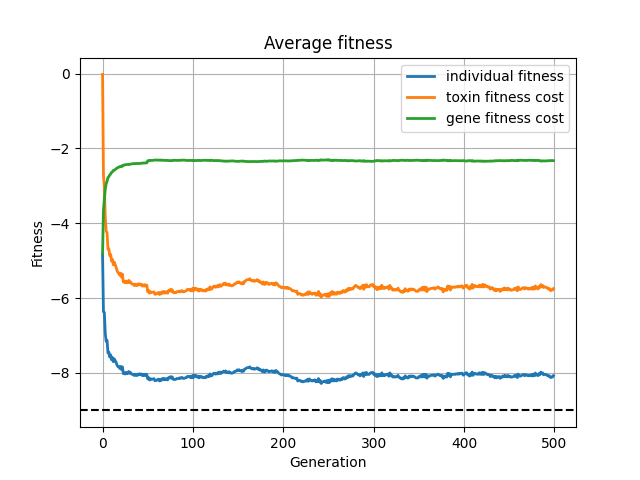 Average fitness
individual fitness
toxin fitness cost
gene fitness cost
0
−2
−4
−6
−8
Fitness
0
100
200
300
400
500
Generation